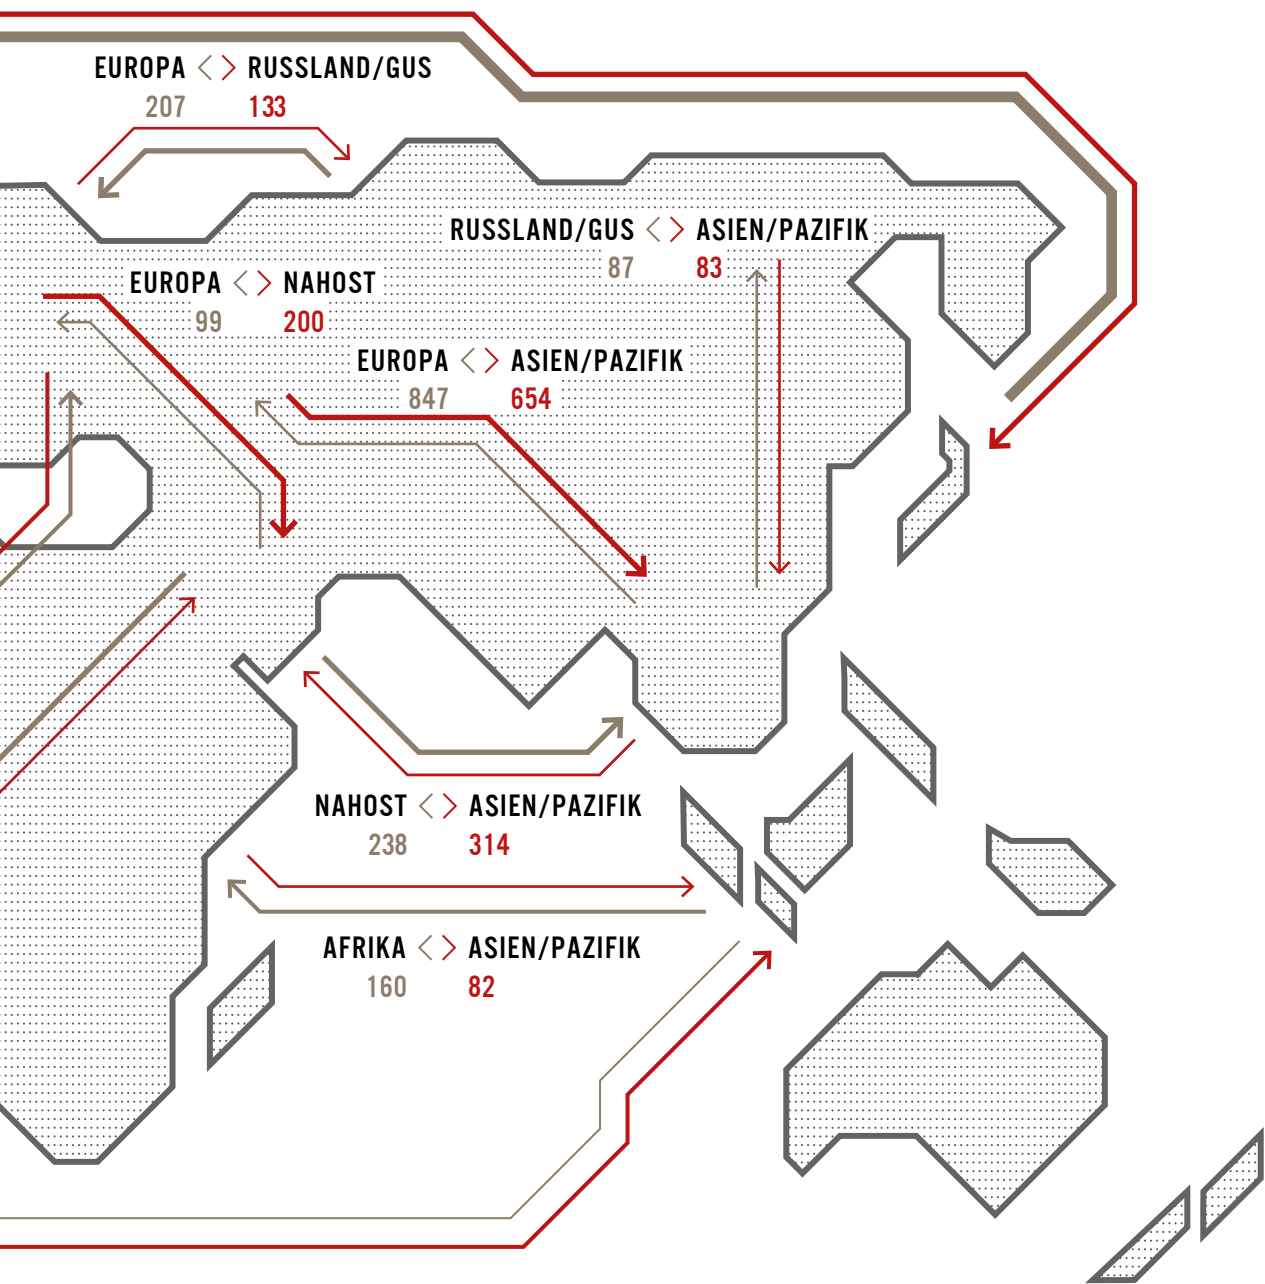 EUROPA < > RUSSLAND/GUS
207 133
RUSSLAND/GUS < > ASIEN/PAZIFIK
87 83
EUROPA < > NAHOST
99 200
EUROPA < > ASIEN/PAZIFIK
847 654
NAHOST < > ASIEN/PAZIFIK
238 314
AFRIKA < > ASIEN/PAZIFIK
160 82